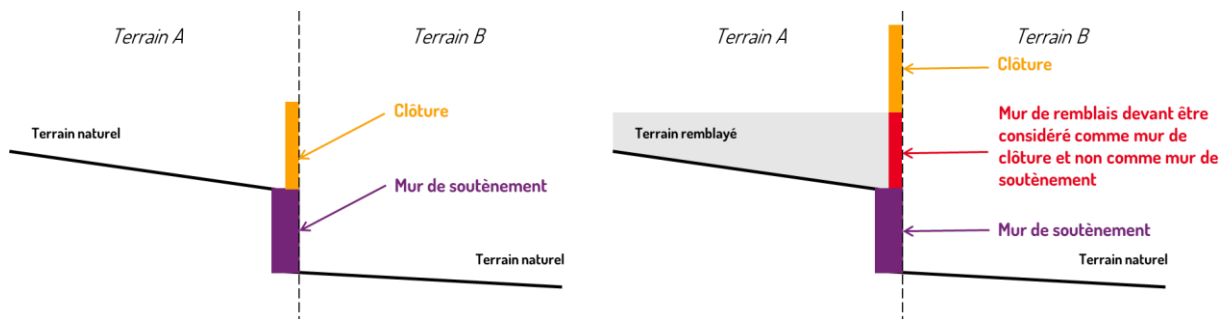 Terrain A
Terrain B
Clôture
Terrain naturel
Mur de soutènement
Terrain naturel
Terrain A
Terrain B
Clôture
Mur de remblais devant être
considéré comme mur de
clôture et non comme mur de
soutènement
Terrain remblayé
Mur de soutènement
Terrain naturel